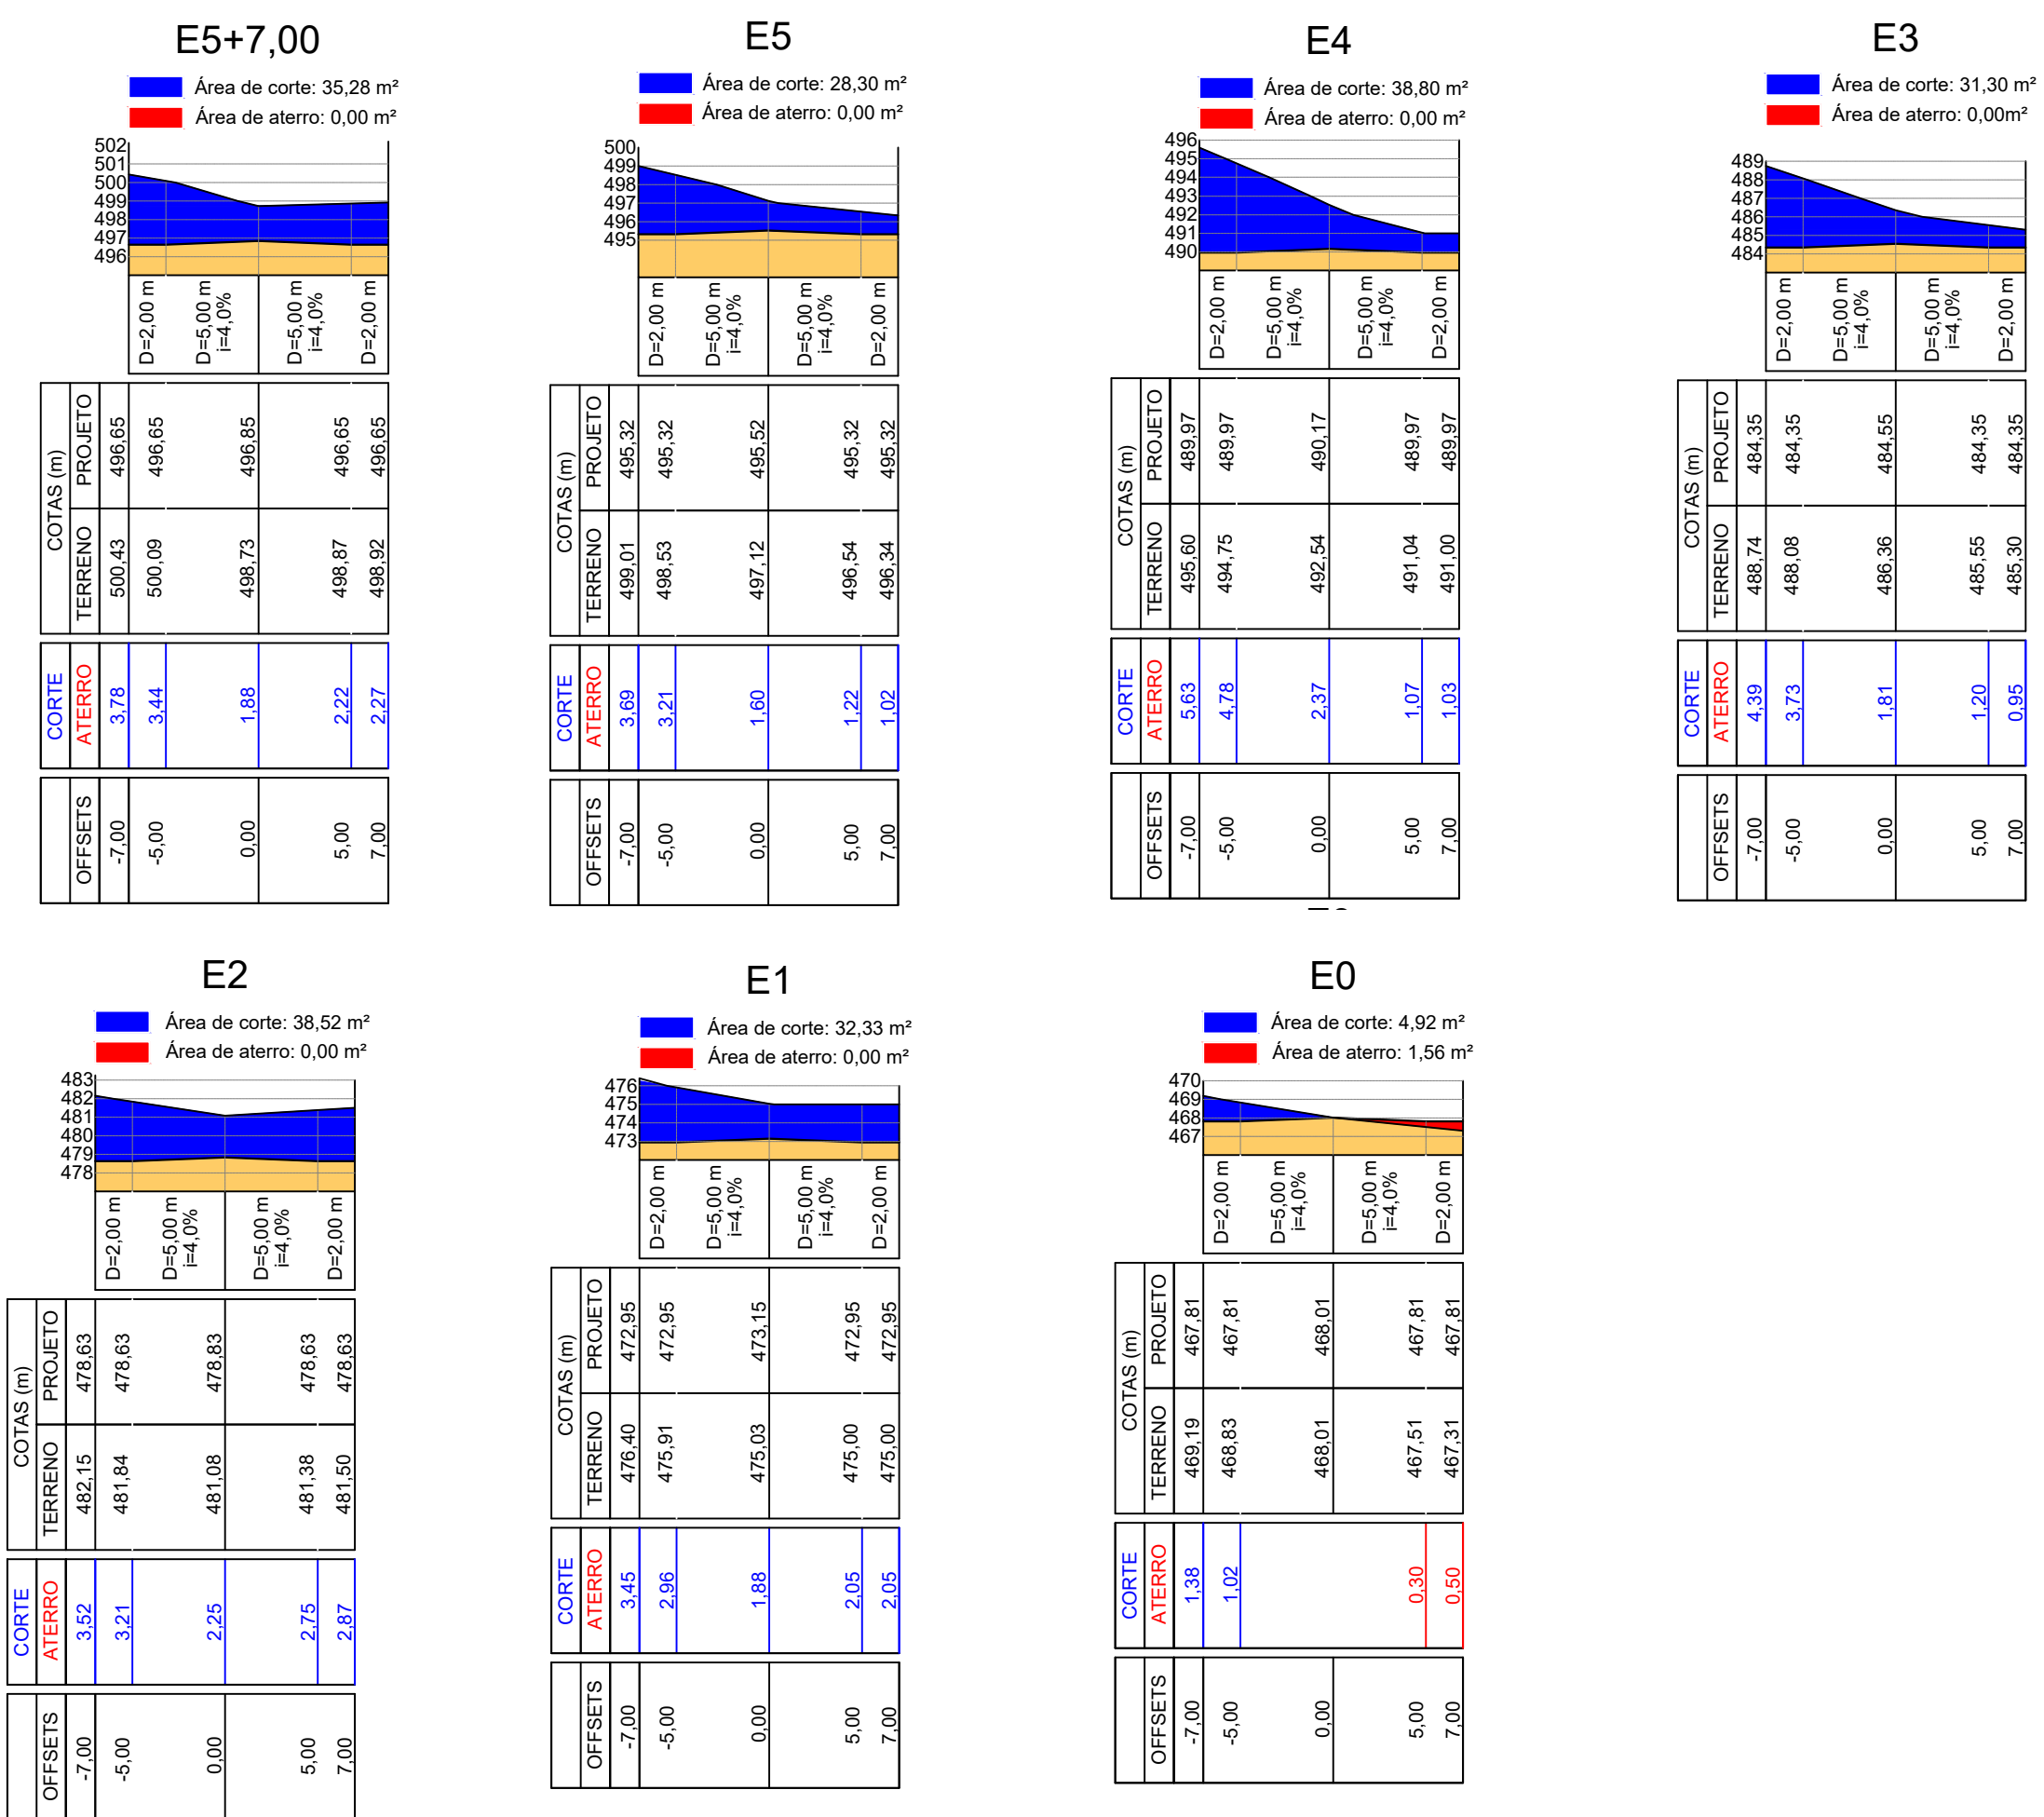 E5+7,00
Área de corte: 35,28 m²
Área de aterro: 0,00 m²
502
501
500
499
498
497
496
D=2,00 m
D=5,00 m
i=4,0%
D=5,00 m
i=4,0%
D=2,00 m
COTAS (m)
PROJETO
496,65
496,65
496,85
496,65
496,65
TERRENO
500,43
500,09
498,73
498,87
498,92
CORTE
ATERRO
3,78
3,44
1,88
2,22
2,27
OFFSETS
-7,00
-5,00
0,00
5,00
7,00
E5
Área de corte: 28,30 m²
Área de aterro: 0,00 m²
500
499
498
497
496
495
D=2,00 m
D=5,00 m
i=4,0%
D=5,00 m
i=4,0%
D=2,00 m
COTAS (m)
PROJETO
495,32
495,32
495,52
495,32
495,32
TERRENO
499,01
498,53
497,12
496,54
496,34
CORTE
ATERRO
3,69
3,21
1,60
1,22
1,02
OFFSETS
-7,00
-5,00
0,00
5,00
7,00
E4
Área de corte: 38,80 m²
Área de aterro: 0,00 m²
496
495
494
493
492
491
490
D=2,00 m
D=5,00 m
i=4,0%
D=5,00 m
i=4,0%
D=2,00 m
COTAS (m)
PROJETO
489,97
489,97
490,17
489,97
489,97
TERRENO
495,60
494,75
492,54
491,04
491,00
CORTE
ATERRO
5,63
4,78
2,37
1,07
1,03
OFFSETS
-7,00
-5,00
0,00
5,00
7,00
E3
Área de corte: 31,30 m²
Área de aterro: 0,00m²
489
488
487
486
485
484
D=2,00 m
D=5,00 m
i=4,0%
D=5,00 m
i=4,0%
D=2,00 m
COTAS (m)
PROJETO
484,35
484,35
484,55
484,35
484,35
TERRENO
488,74
488,08
486,36
485,55
485,30
CORTE
ATERRO
4,39
3,73
1,81
1,20
0,95
OFFSETS
-7,00
-5,00
0,00
5,00
7,00
E2
Área de corte: 38,52 m²
Área de aterro: 0,00 m²
483
482
481
480
479
478
D=2,00 m
D=5,00 m
i=4,0%
D=5,00 m
i=4,0%
D=2,00 m
COTAS (m)
PROJETO
478,63
478,63
478,83
478,63
478,63
TERRENO
482,15
481,84
481,08
481,38
481,50
CORTE
ATERRO
3,52
3,21
2,25
2,75
2,87
OFFSETS
-7,00
-5,00
0,00
5,00
7,00
E1
Área de corte: 32,33 m²
Área de aterro: 0,00 m²
476
475
474
473
D=2,00 m
D=5,00 m
i=4,0%
D=5,00 m
i=4,0%
D=2,00 m
COTAS (m)
PROJETO
472,95
472,95
473,15
472,95
472,95
TERRENO
476,40
475,91
475,03
475,00
475,00
CORTE
ATERRO
3,45
2,96
1,88
2,05
2,05
OFFSETS
-7,00
-5,00
0,00
5,00
7,00
E0
Área de corte: 4,92 m²
Área de aterro: 1,56 m²
470
469
468
467
D=2,00 m
D=5,00 m
i=4,0%
D=5,00 m
i=4,0%
D=2,00 m
COTAS (m)
PROJETO
467,81
467,81
468,01
467,81
467,81
TERRENO
469,19
468,83
468,01
467,51
467,31
CORTE
ATERRO
1,38
1,02
0,30
0,50
OFFSETS
-7,00
-5,00
0,00
5,00
7,00